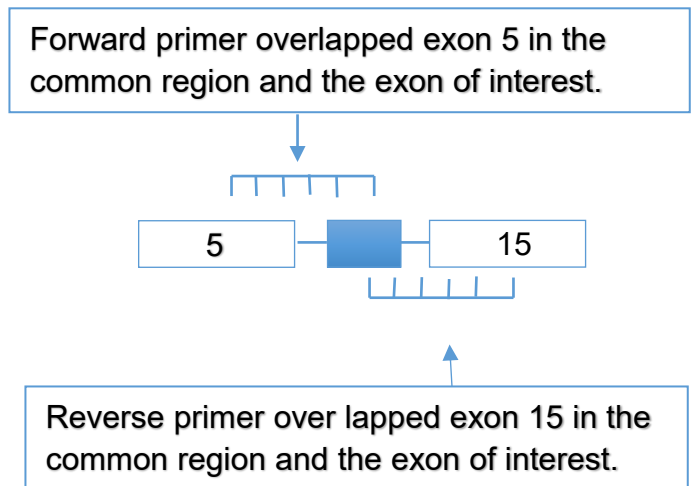 Forward primer overlapped exon 5 in the
common region and the exon of interest.
5
15
Reverse primer over lapped exon 15 in the
common region and the exon of interest.